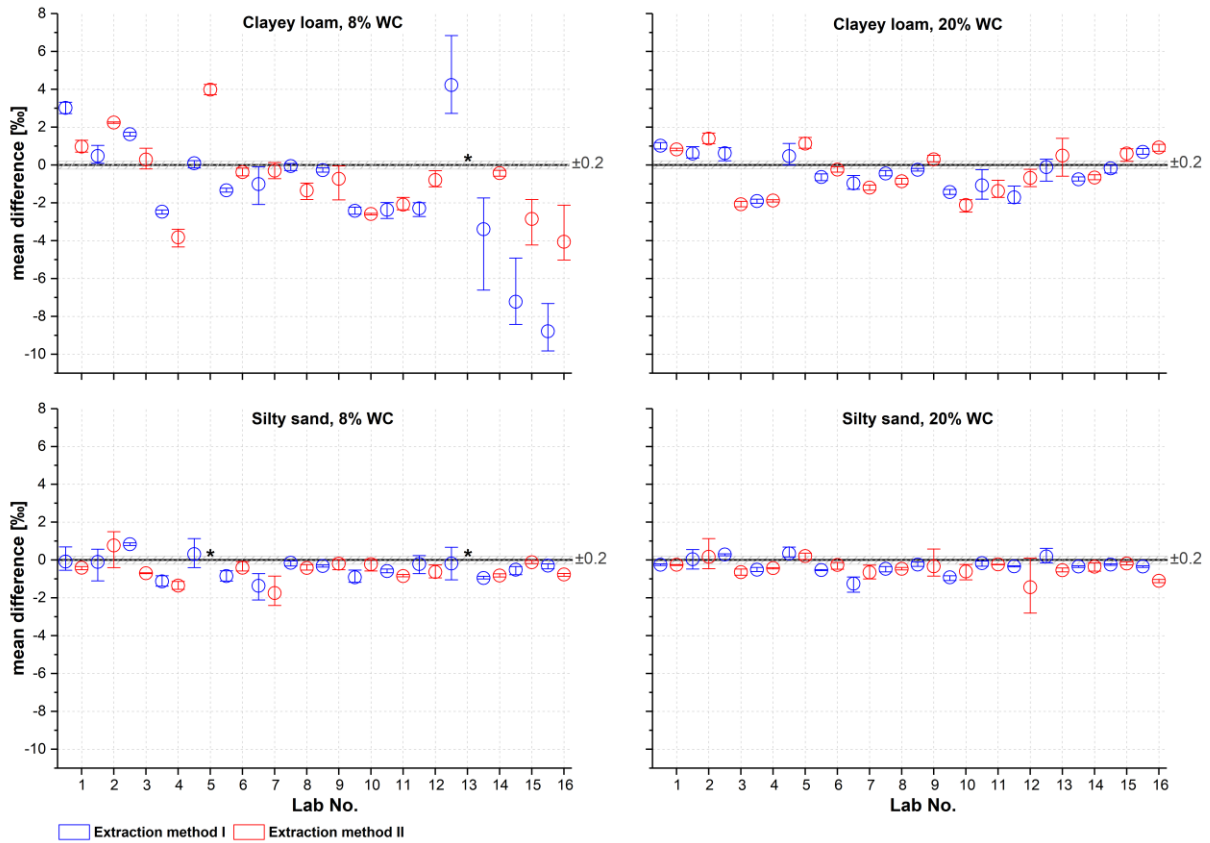 Clayey loam, 8% WC
8
6
4
2
0
-2
-4
-6
-8
-10
mean difference [‰]
*
±0.2
Clayey loam, 20% WC
±0.2
Silty sand, 8% WC
8
6
4
2
0
-2
-4
-6
-8
-10
mean difference [‰]
* *
±0.2
1 2 3 4 5 6 7 8 9 10 11 12 13 14 15 16
Lab No.
Silty sand, 20% WC
±0.2
1 2 3 4 5 6 7 8 9 10 11 12 13 14 15 16
Lab No.
Extraction method I Extraction method II